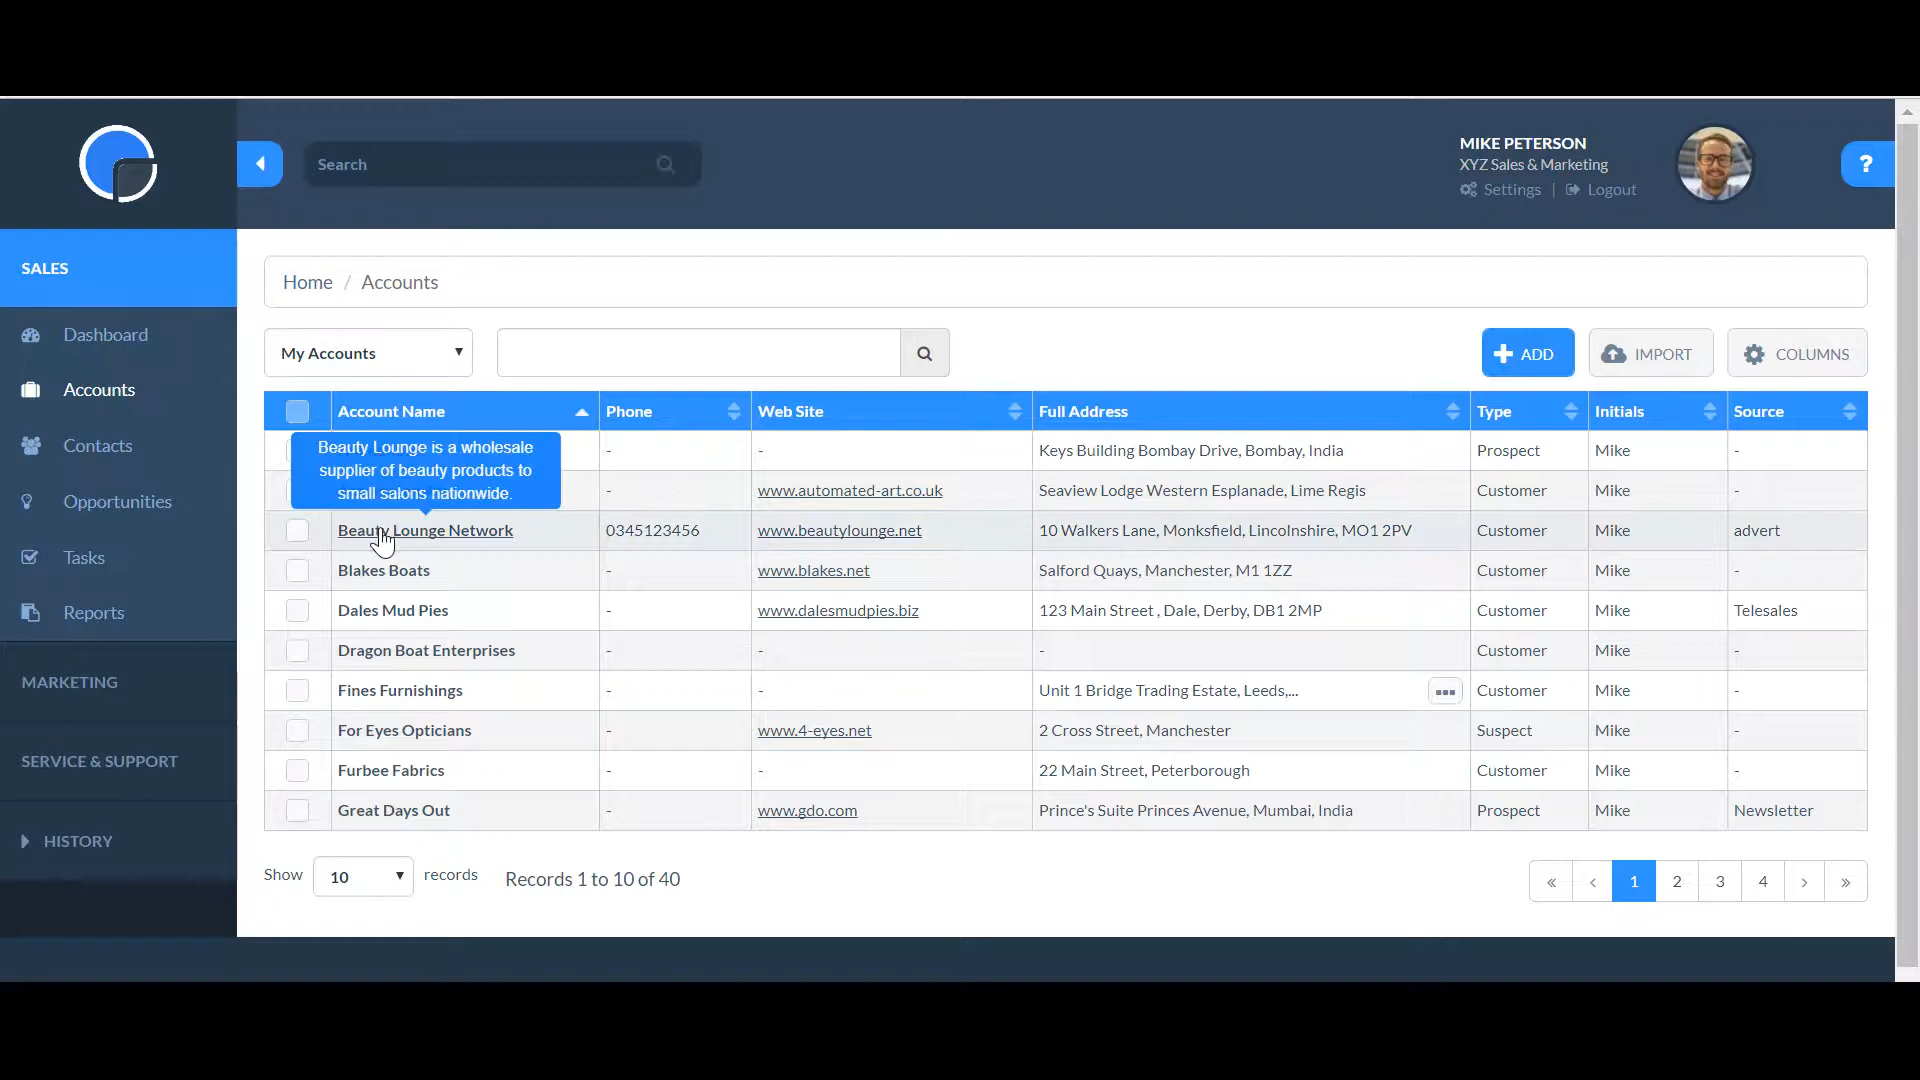 Search
MIKE PETERSON
XYZ Sales & Marketing
Settings | Logout
?
SALES
Dashboard
Accounts
Contacts
Opportunities
Tasks
Reports
MARKETING
SERVICE & SUPPORT
HISTORY
Home / Accounts
My Accounts
ADD
IMPORT
COLUMNS
Account Name Phone Web Site Full Address Type Initials Source
Beauty Lounge is a wholesale
supplier of beauty products to
small salons nationwide.
- - Keys Building Bombay Drive, Bombay, India Prospect Mike -
- www.automated-art.co.uk Seaview Lodge Western Esplanade, Lime Regis Customer Mike -
Beauty Lounge Network 0345123456 www.beautylounge.net 10 Walkers Lane, Monksfield, Lincolnshire, MO1 2PV Customer Mike advert
Blakes Boats - www.blakes.net Salford Quays, Manchester, M1 1ZZ Customer Mike -
Dales Mud Pies - www.dalesmudpies.biz 123 Main Street , Dale, Derby, DB1 2MP Customer Mike Telesales
Dragon Boat Enterprises - - - Customer Mike -
Fines Furnishings - - Unit 1 Bridge Trading Estate, Leeds,... Customer Mike -
For Eyes Opticians - www.4-eyes.net 2 Cross Street, Manchester Suspect Mike -
Furbee Fabrics - - 22 Main Street, Peterborough Customer Mike -
Great Days Out - www.gdo.com Prince's Suite Princes Avenue, Mumbai, India Prospect Mike Newsletter
Show 10 records Records 1 to 10 of 40
« ‹ 1 2 3 4 › »